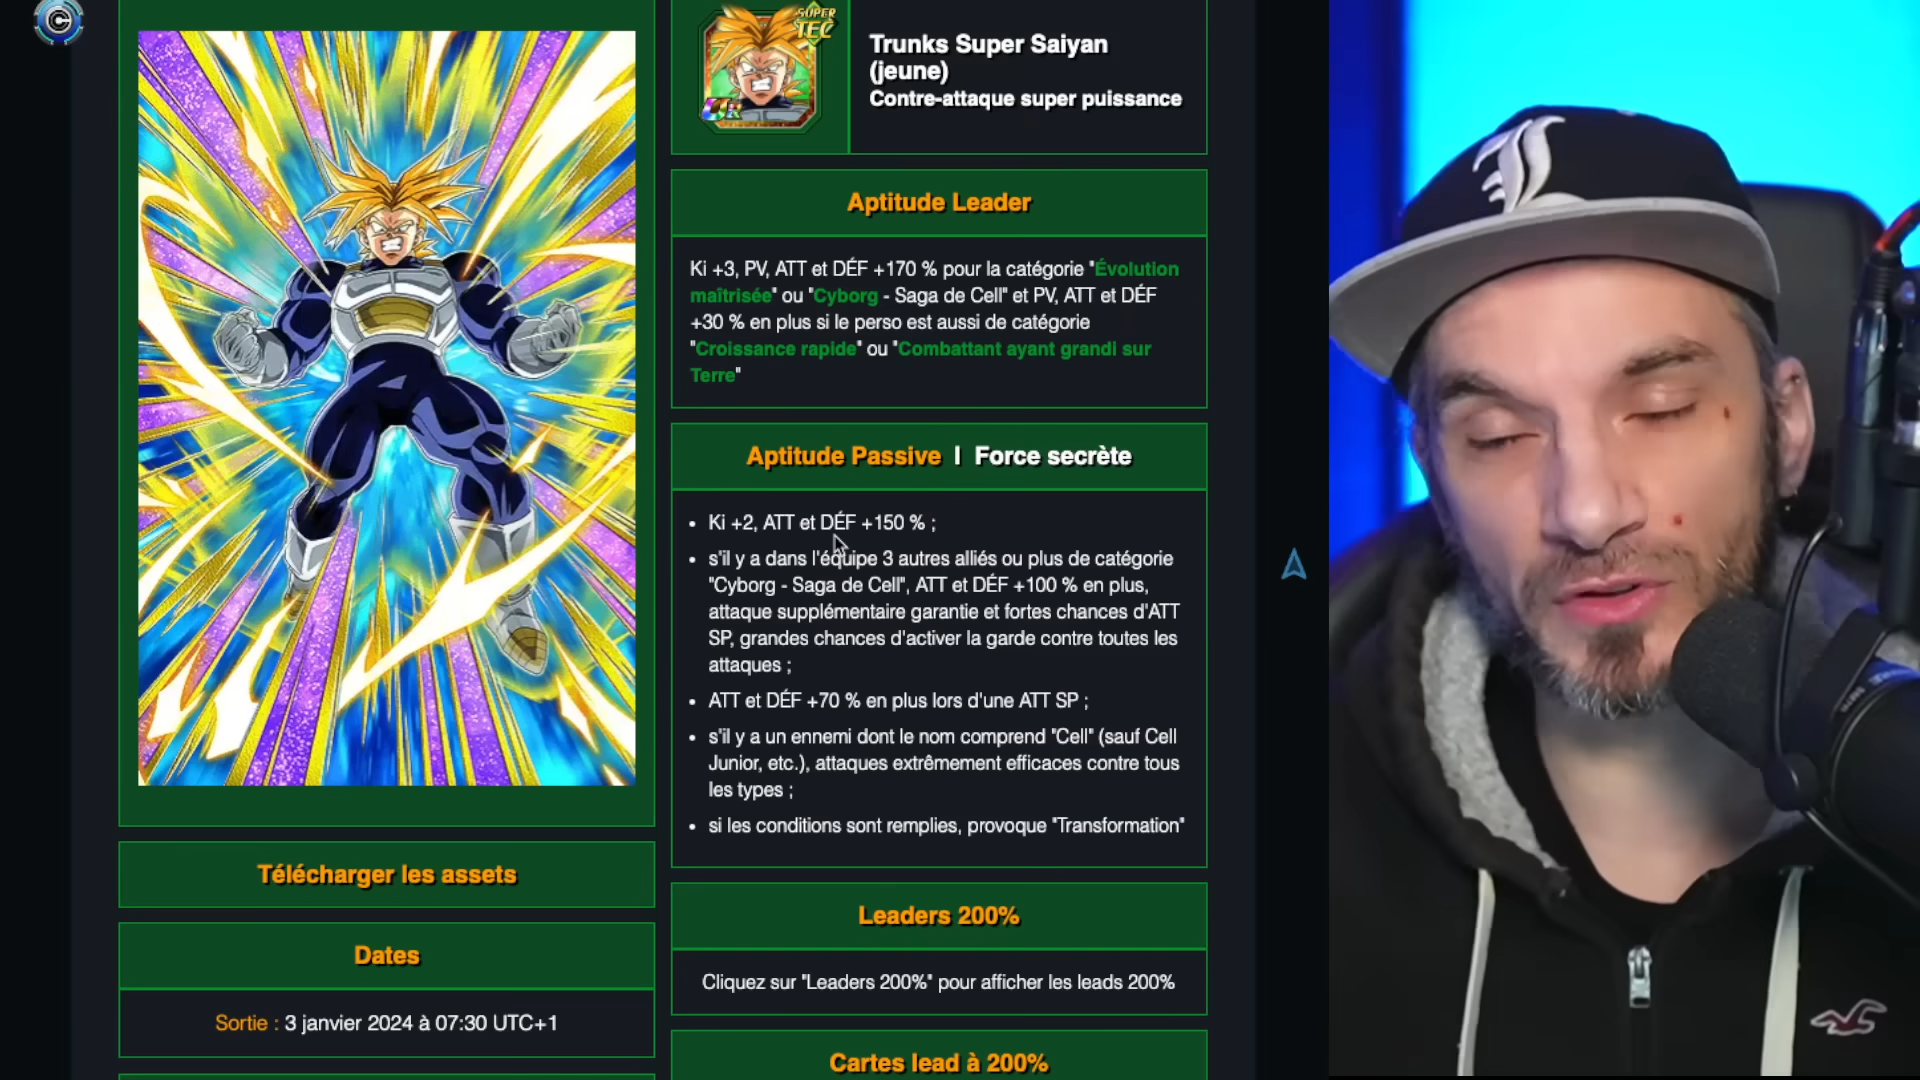 SUPER
TEC
UR
Trunks Super Saiyan
(jeune)
Contre-attaque super puissance
Aptitude Leader
Ki +3, PV, ATT et DÉF +170 % pour la catégorie "Évolution
maîtrisée" ou "Cyborg - Saga de Cell" et PV, ATT et DÉF
+30 % en plus si le perso est aussi de catégorie
"Croissance rapide" ou "Combattant ayant grandi sur
Terre"
Aptitude Passive | Force secrète
• Ki +2, ATT et DÉF +150 % ;
• s'il y a dans l'équipe 3 autres alliés ou plus de catégorie
"Cyborg - Saga de Cell", ATT et DÉF +100 % en plus,
attaque supplémentaire garantie et fortes chances d'ATT
SP, grandes chances d'activer la garde contre toutes les
attaques ;
• ATT et DÉF +70 % en plus lors d'une ATT SP ;
• s'il y a un ennemi dont le nom comprend "Cell" (sauf Cell
Junior, etc.), attaques extrêmement efficaces contre tous
les types ;
• si les conditions sont remplies, provoque "Transformation"
Télécharger les assets
Dates
Sortie : 3 janvier 2024 à 07:30 UTC+1
Leaders 200%
Cliquez sur "Leaders 200%" pour afficher les leads 200%
Cartes lead à 200%